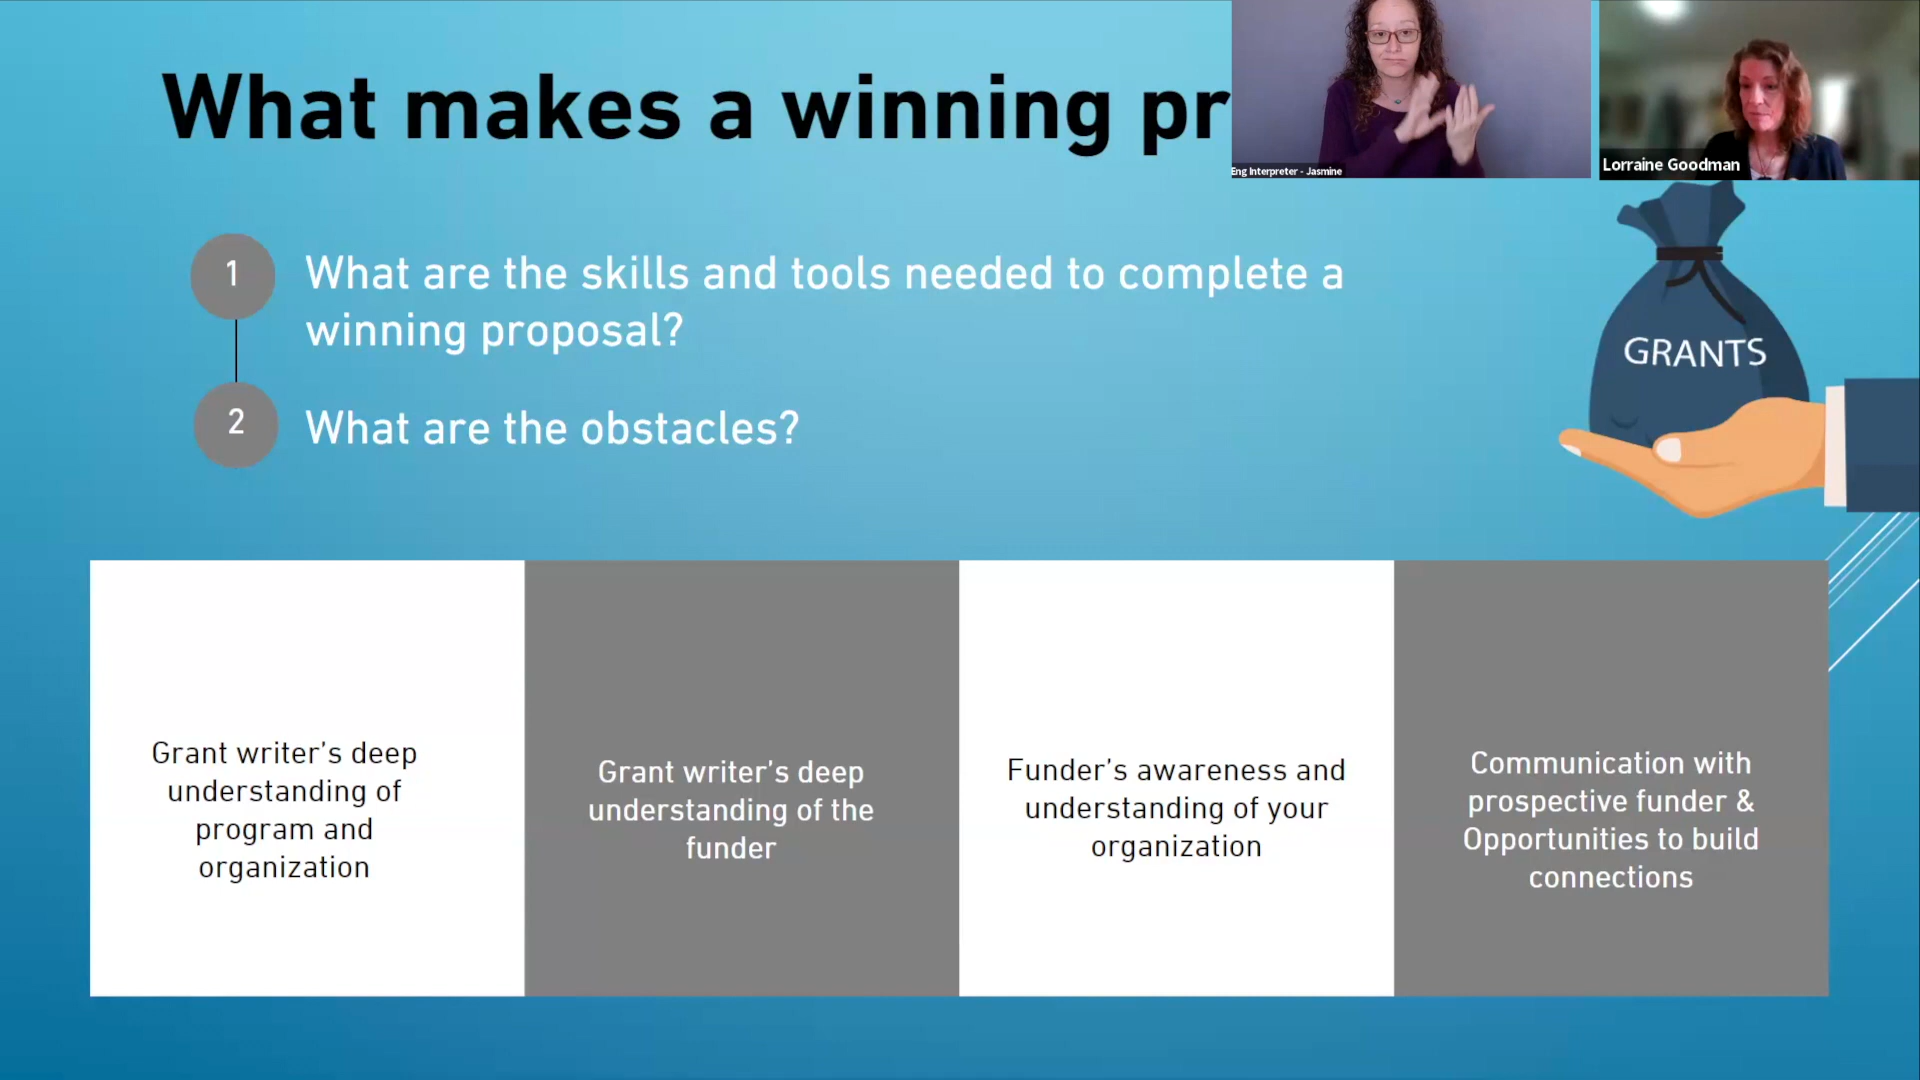 What makes a winning pr
Eng Interpreter - Jasmine
Lorraine Goodman
1
What are the skills and tools needed to complete a
winning proposal?
2
What are the obstacles?
GRANTS
Grant writer’s deep
understanding of
program and
organization
Grant writer’s deep
understanding of the
funder
Funder’s awareness and
understanding of your
organization
Communication with
prospective funder &
Opportunities to build
connections